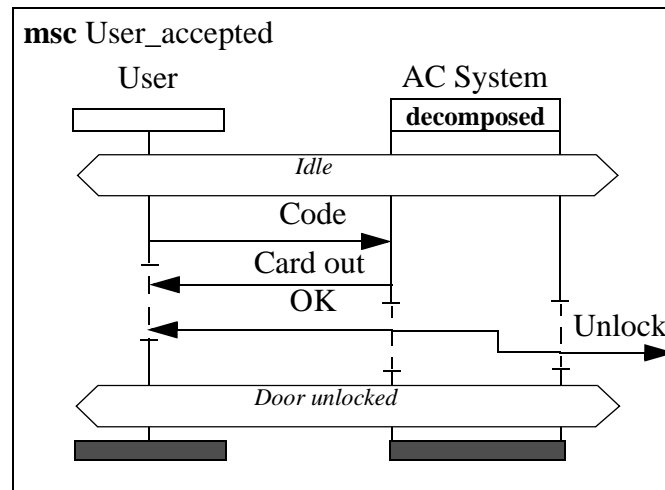 msc User_accepted
User
AC System
decomposed
Idle
Code
Card out
OK
Unlock
Door unlocked